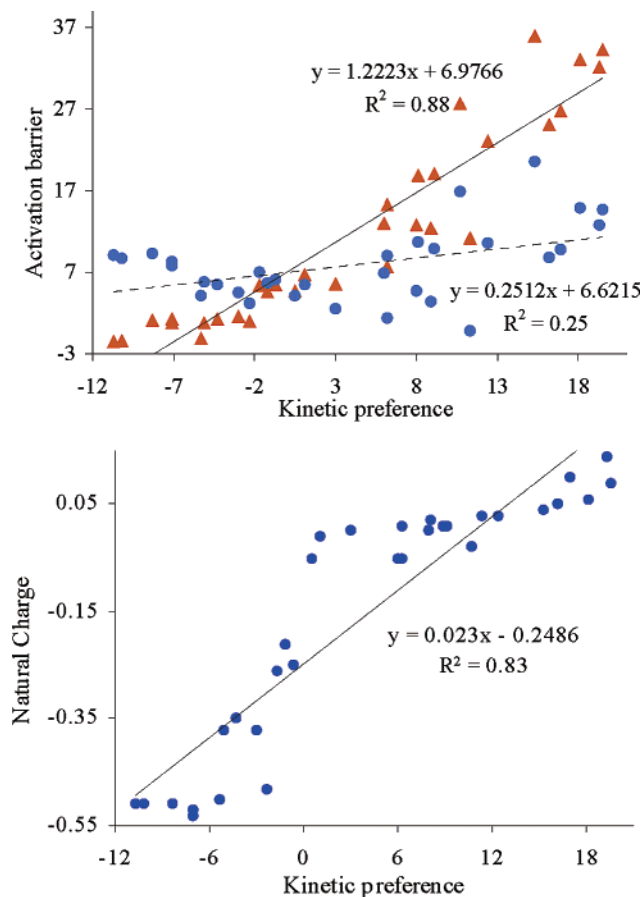 37
27
17
7
-3
Activation barrier
y = 1.2223x + 6.9766
R² = 0.88
y = 0.2512x + 6.6215
R² = 0.25
-12 -7 -2 3 8 13 18
Kinetic preference
0.05
-0.15
-0.35
-0.55
Natural Charge
y = 0.023x - 0.2486
R² = 0.83
-12 -6 0 6 12 18
Kinetic preference